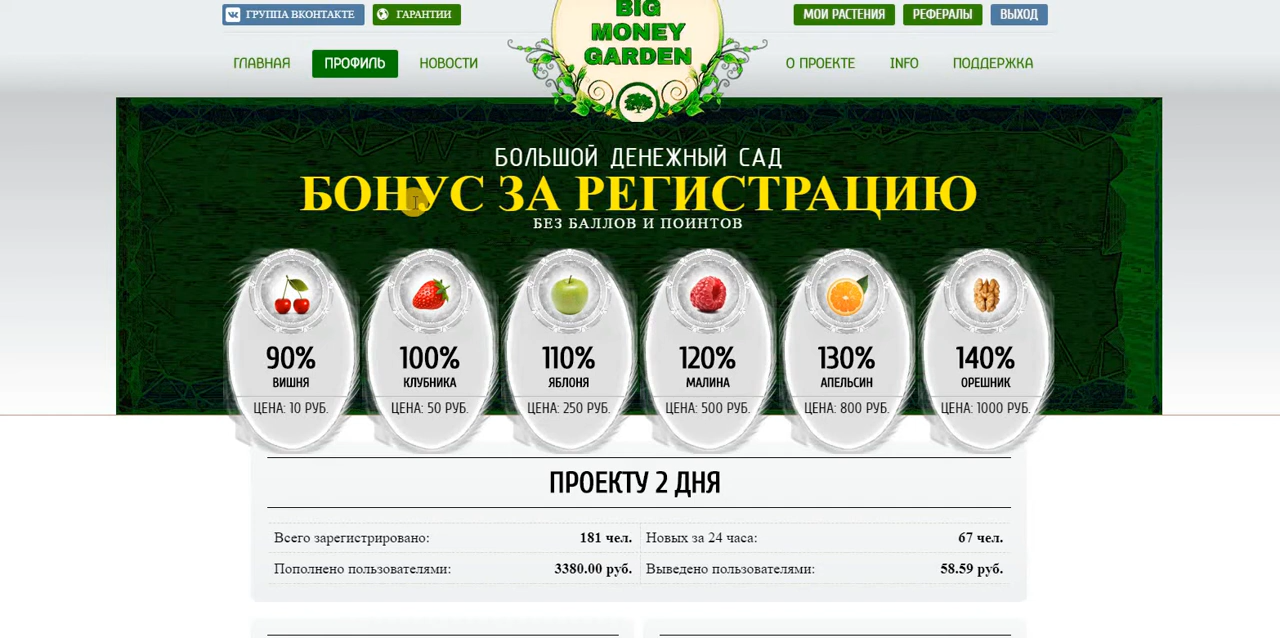 ГРУППА ВКОНТАКТЕ
ГАРАНТИИ
МОИ РАСТЕНИЯ
РЕФЕРАЛЫ
ВЫХОД
BIG
MONEY
GARDEN
ГЛАВНАЯ
ПРОФИЛЬ
НОВОСТИ
О ПРОЕКТЕ
INFO
ПОДДЕРЖКА
БОЛЬШОЙ ДЕНЕЖНЫЙ САД
БОНУС ЗА РЕГИСТРАЦИЮ
БЕЗ БАЛЛОВ И ПОИНТОВ
90%
ВИШНЯ
ЦЕНА: 10 РУБ.
100%
КЛУБНИКА
ЦЕНА: 50 РУБ.
110%
ЯБЛОНЯ
ЦЕНА: 250 РУБ.
120%
МАЛИНА
ЦЕНА: 500 РУБ.
130%
АПЕЛЬСИН
ЦЕНА: 800 РУБ.
140%
ОРЕШНИК
ЦЕНА: 1000 РУБ.
ПРОЕКТУ 2 ДНЯ
Всего зарегистрировано: 181 чел.
Новых за 24 часа: 67 чел.
Пополнено пользователями: 3380.00 руб.
Выведено пользователями: 58.59 руб.